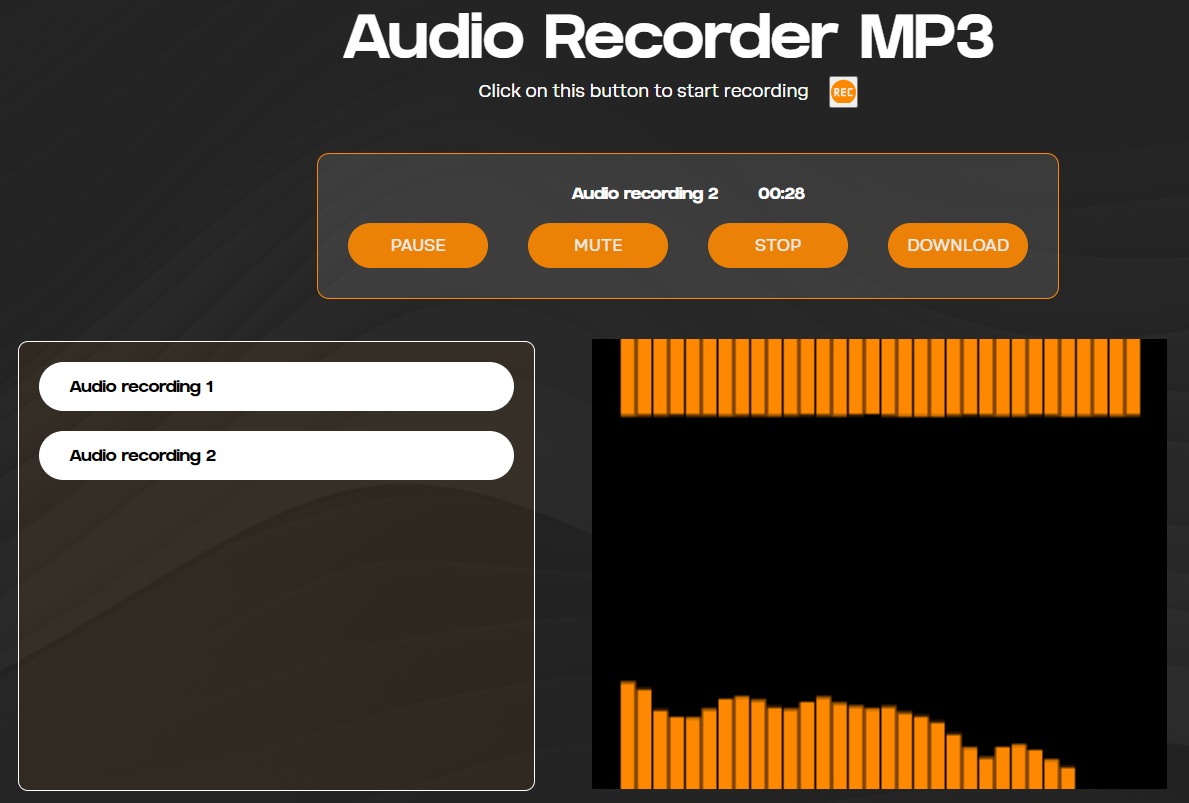 Audio Recorder MP3
Click on this button to start recording REC
Audio recording 2 00:28
PAUSE MUTE STOP DOWNLOAD
Audio recording 1
Audio recording 2